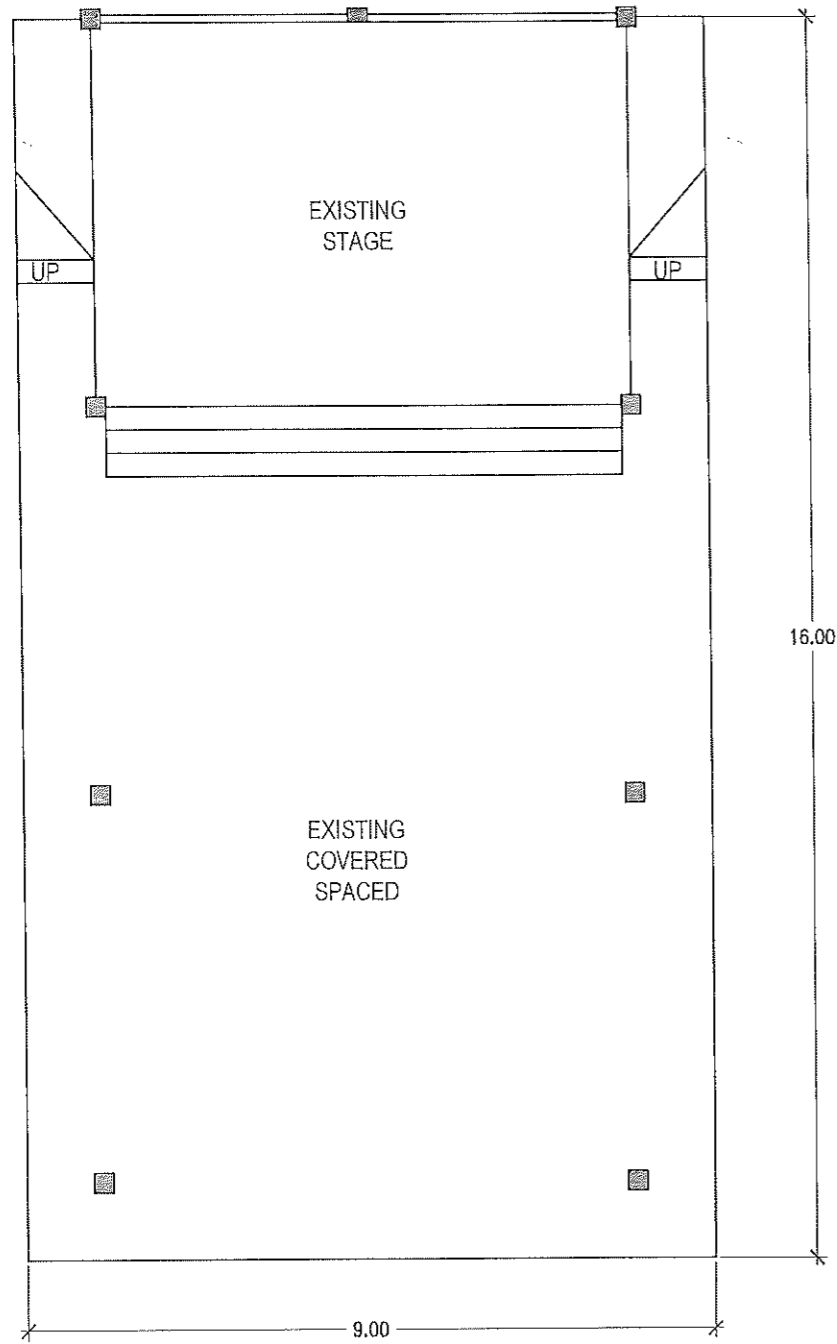 EXISTING
STAGE
UP
UP
16.00
EXISTING
COVERED
SPACED
9.00